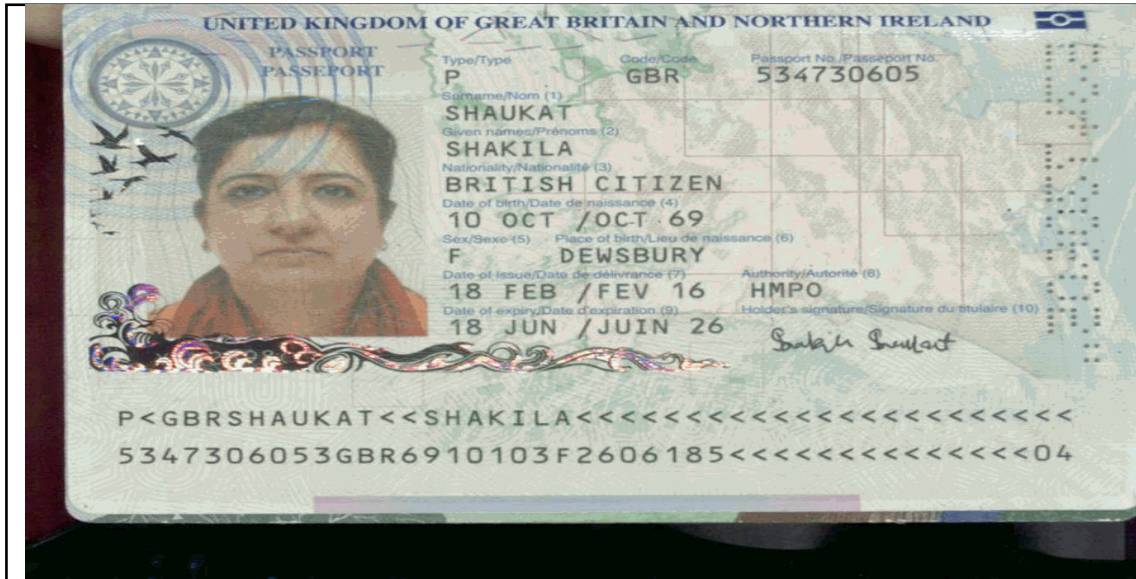 UNITED KINGDOM OF GREAT BRITAIN AND NORTHERN IRELAND
PASSPORT
PASSEPORT
Type/Type Code/Code Passport No./Passeport No.
P GBR 534730605
Surname/Nom (1)
SHAUKAT
Given names/Prénoms (2)
SHAKILA
Nationality/Nationalité (3)
BRITISH CITIZEN
Date of birth/Date de naissance (4)
10 OCT /OCT 69
Sex/Sexe (5) Place of birth/Lieu de naissance (6)
F DEWSBURY
Date of issue/Date de délivrance (7) Authority/Autorité (8)
18 FEB /FEV 16 HMPO
Date of expiry/Date d'expiration (9) Holder's signature/Signature du titulaire (10)
18 JUN /JUIN 26
P<GBRSHAUKAT<<SHAKILA<<<<<<<<<<<<<<<<<<<<<<<
5347306053GBR6910103F2606185<<<<<<<<<<<<<<04